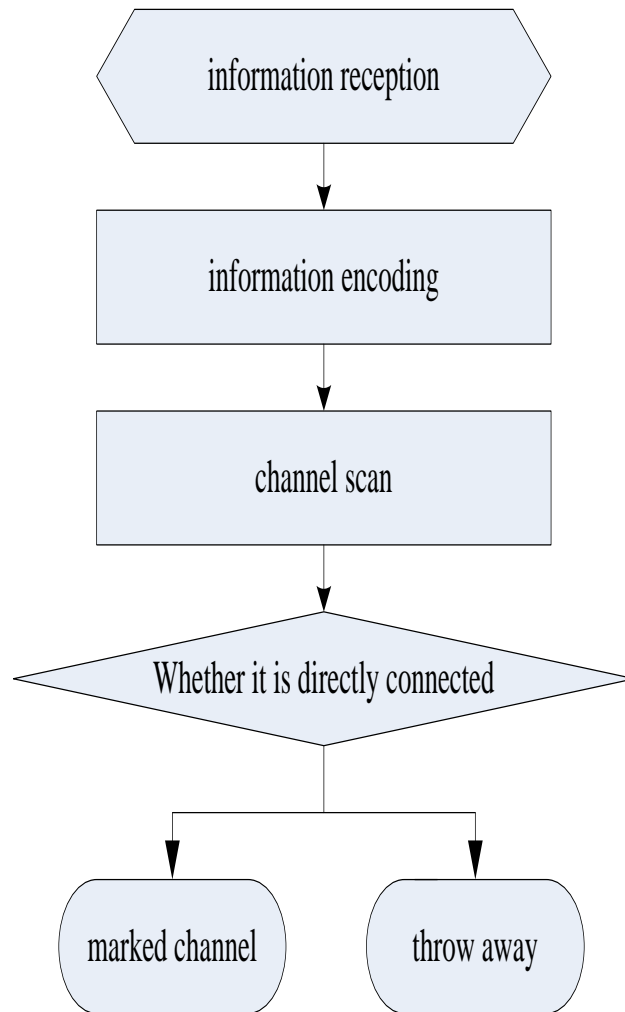 information reception
information encoding
channel scan
Whether it is directly connected
marked channel
throw away